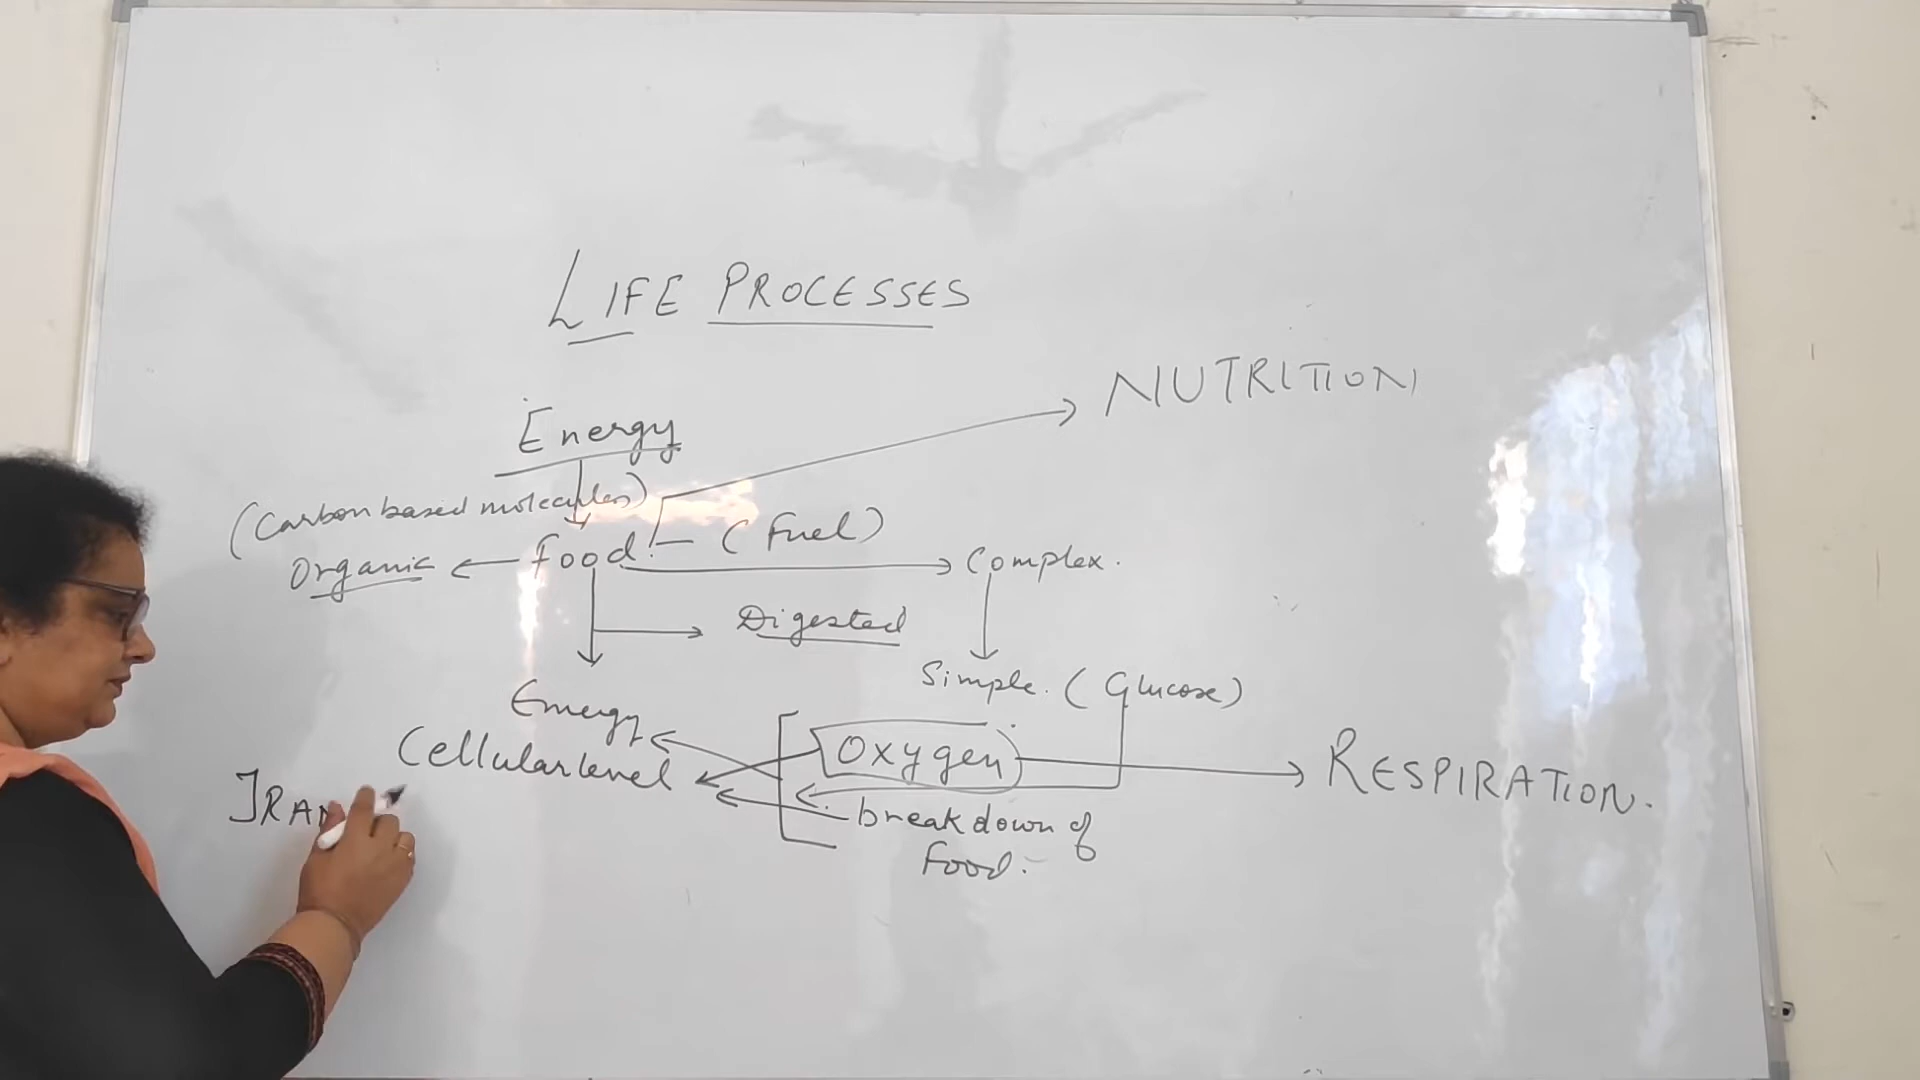 LIFE PROCESSES
NUTRITION
Energy
(Carbon based molecules)
food - (Fuel)
Organic
Complex.
Digested
Simple. (Glucose)
Energy
Oxygen
Cellular level
RESPIRATION.
TRAN
breakdown of
food.